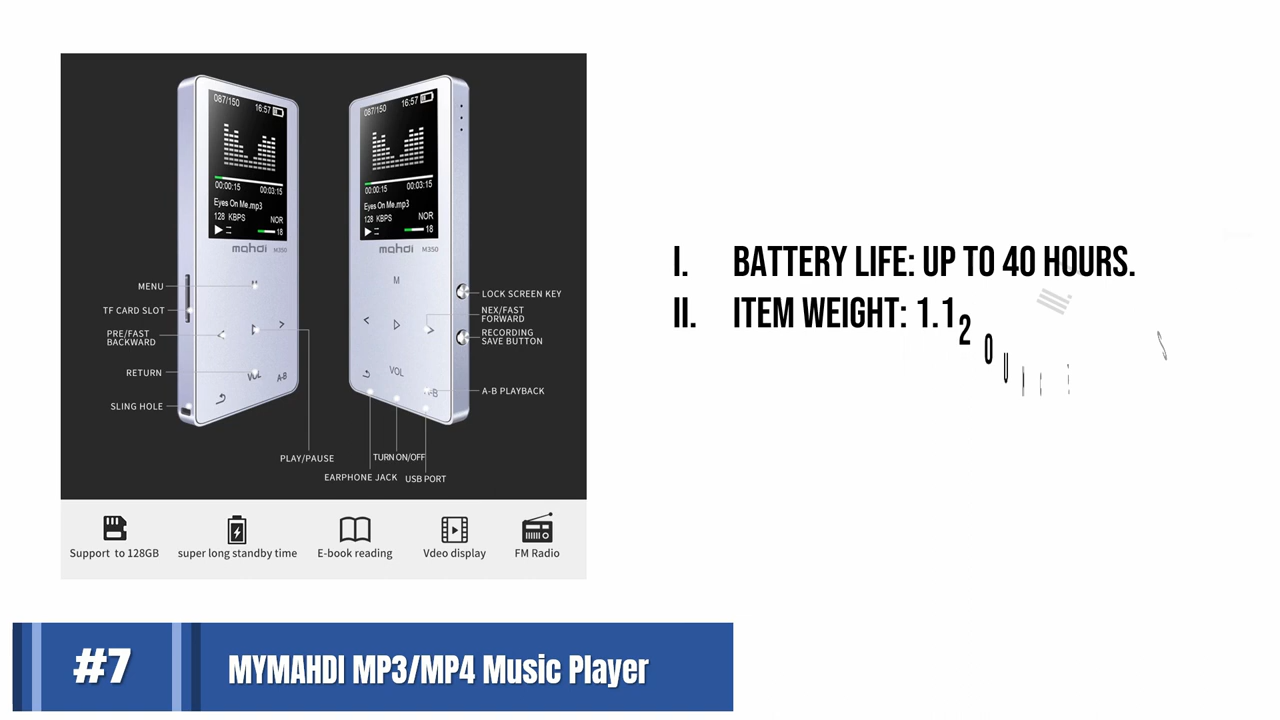 087/150 16:57
00:00:15 00:03:15
Eyes On Me.mp3
128 KBPS NOR
18
mahdi M350
MENU
TF CARD SLOT
PRE/FAST
BACKWARD
VOL
RETURN
A-B
SLING HOLE
PLAY/PAUSE
087/150 16:57
00:00:15 00:03:15
Eyes On Me.mp3
128 KBPS NOR
18
mahdi M350
M
LOCK SCREEN KEY
NEX/FAST
FORWARD
RECORDING
SAVE BUTTON
VOL
A-B
A-B PLAYBACK
TURN ON/OFF
EARPHONE JACK
USB PORT
Support to 128GB
super long standby time
E-book reading
Vdeo display
FM Radio
I. BATTERY LIFE: UP TO 40 HOURS.
II. ITEM WEIGHT: 1.12
#7
MYMAHDI MP3/MP4 Music Player